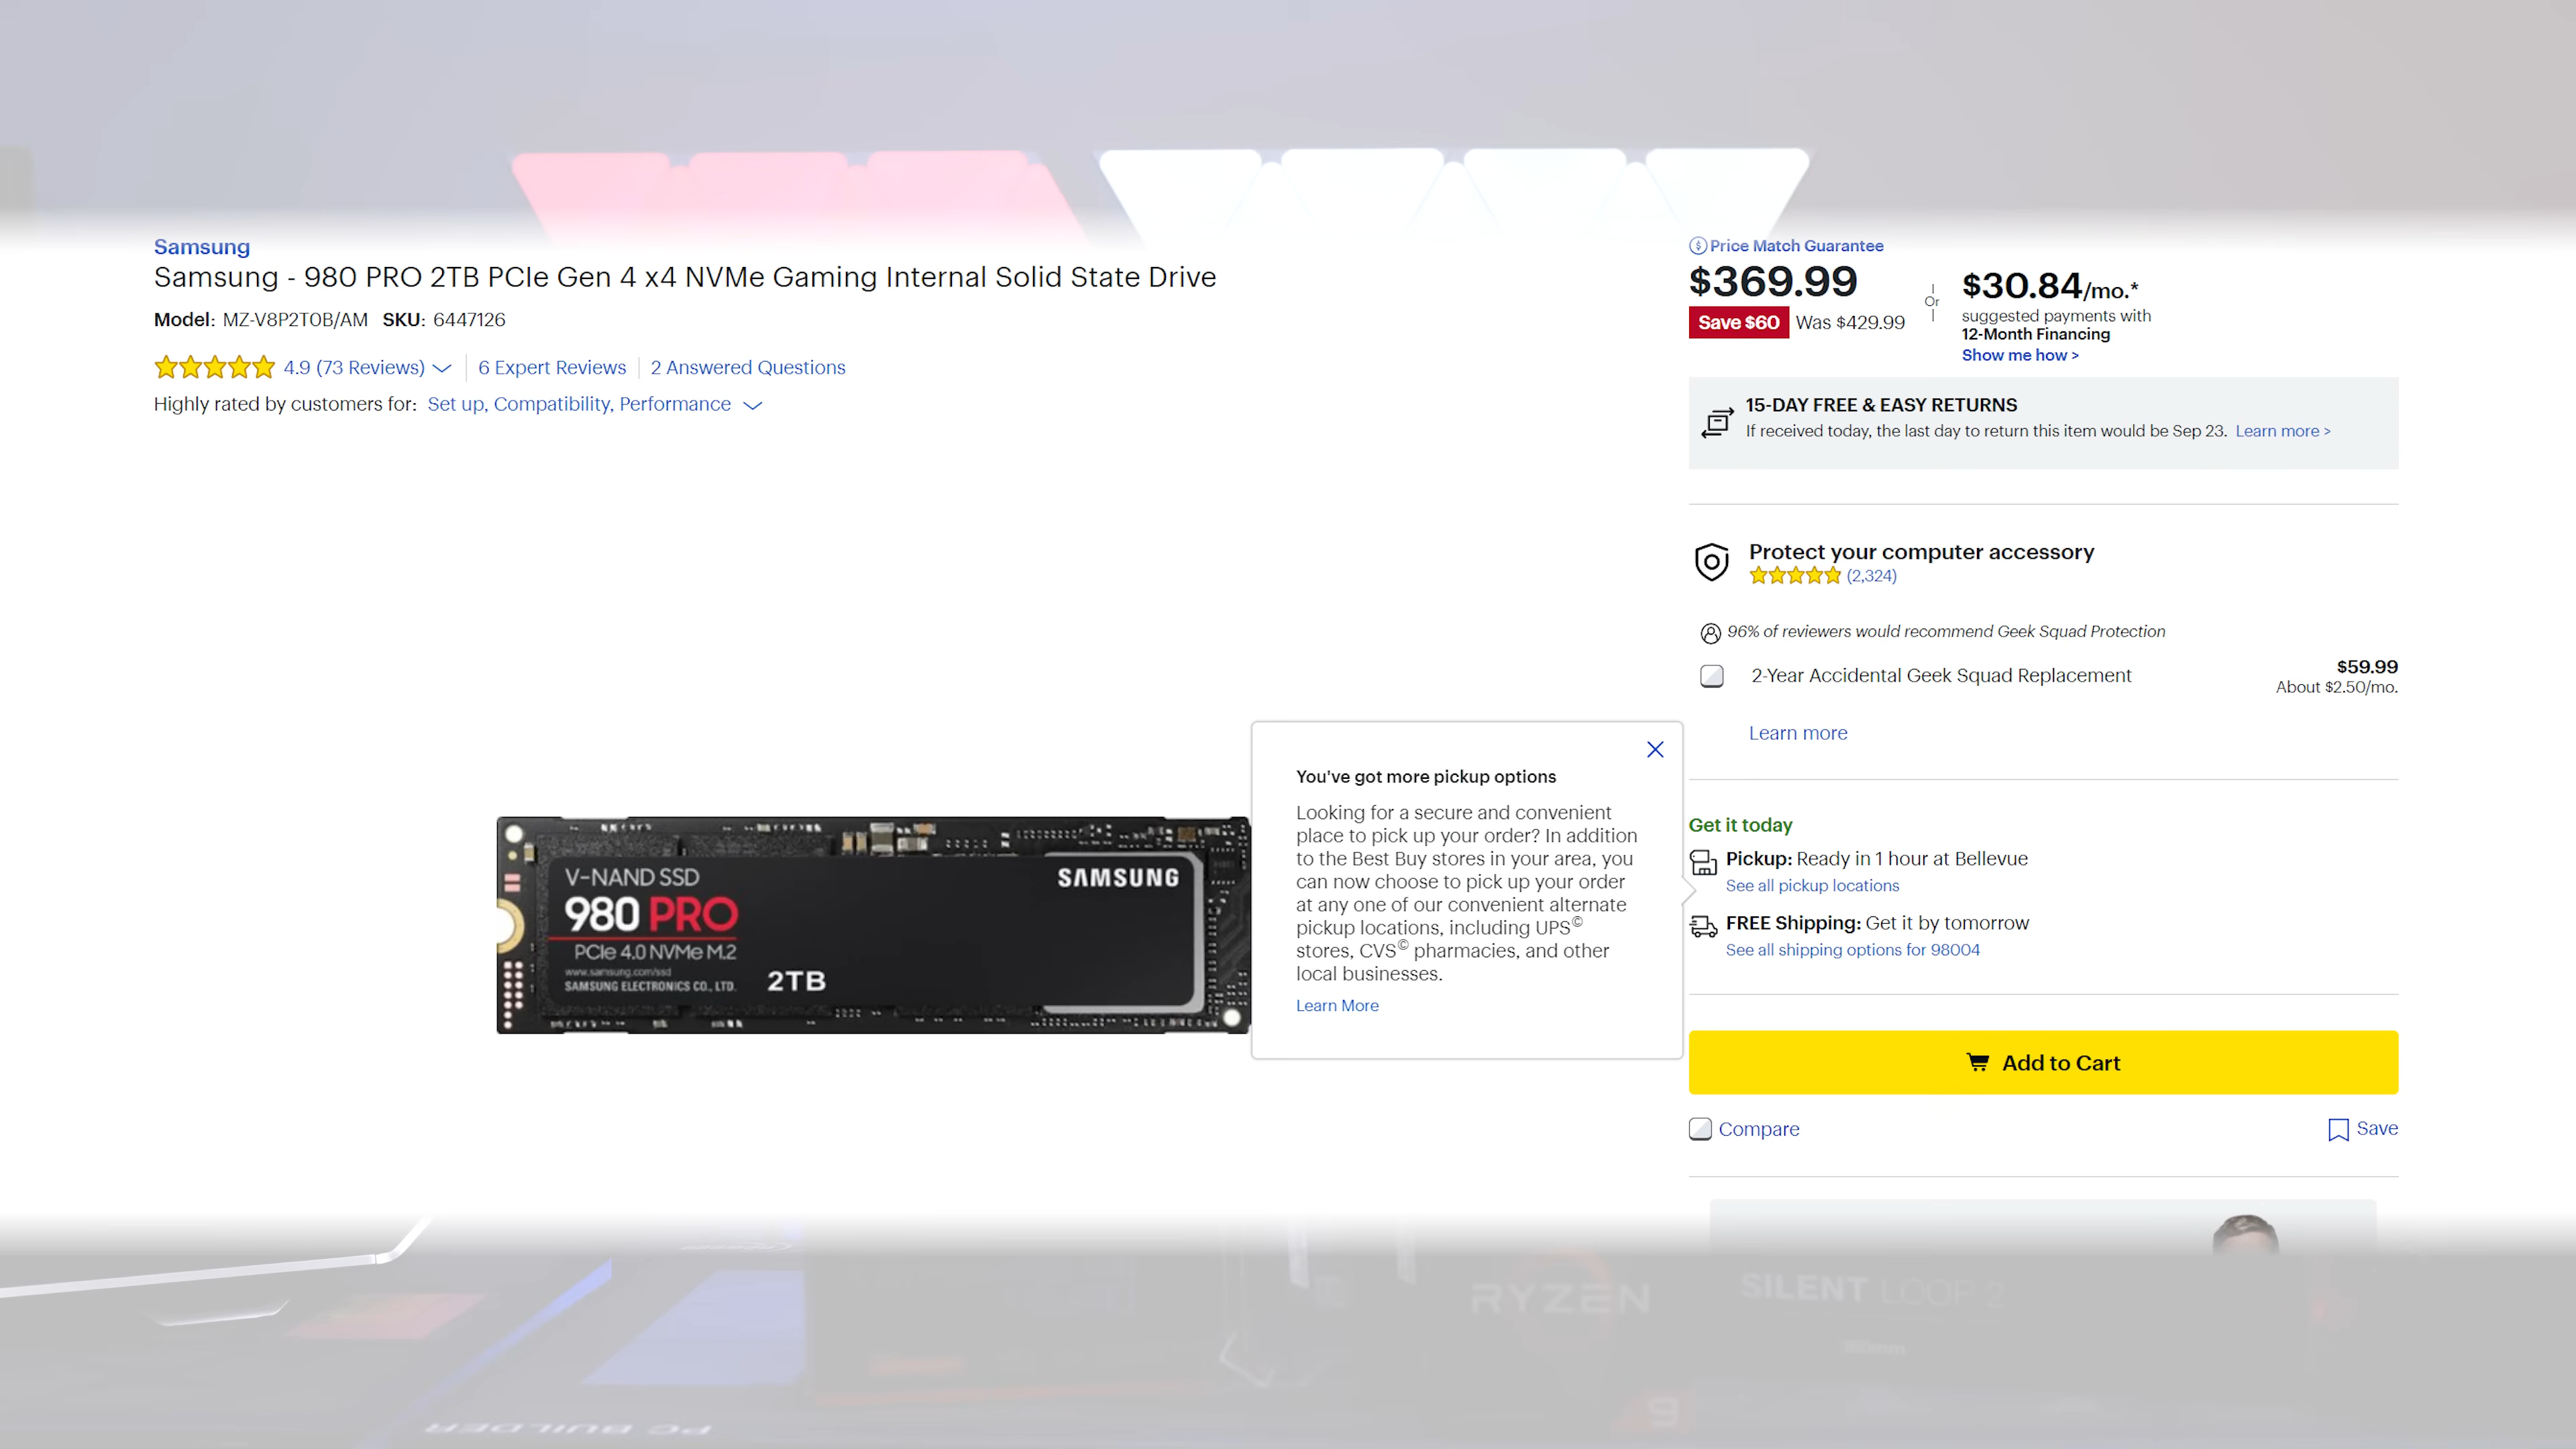 Samsung
Samsung - 980 PRO 2TB PCIe Gen 4 x4 NVMe Gaming Internal Solid State Drive
Model: MZ-V8P2T0B/AM SKU: 6447126
4.9 (73 Reviews) 6 Expert Reviews 2 Answered Questions
Highly rated by customers for: Set up, Compatibility, Performance
V-NAND SSD
980 PRO
PCIe 4.0 NVMe M.2
www.samsung.com/ssd
SAMSUNG ELECTRONICS CO., LTD.
2TB
SAMSUNG
You've got more pickup options
Looking for a secure and convenient
place to pick up your order? In addition
to the Best Buy stores in your area, you
can now choose to pick up your order
at any one of our convenient alternate
pickup locations, including UPS©
stores, CVS© pharmacies, and other
local businesses.
Learn More
Price Match Guarantee
$369.99
Save $60 Was $429.99
Or
$30.84/mo.*
suggested payments with
12-Month Financing
Show me how >
15-DAY FREE & EASY RETURNS
If received today, the last day to return this item would be Sep 23. Learn more >
Protect your computer accessory
(2,324)
96% of reviewers would recommend Geek Squad Protection
2-Year Accidental Geek Squad Replacement
$59.99
About $2.50/mo.
Learn more
Get it today
Pickup: Ready in 1 hour at Bellevue
See all pickup locations
FREE Shipping: Get it by tomorrow
See all shipping options for 98004
Add to Cart
Compare
Save
RYZEN
SILENT LOOP 2
9
PC BUILDER